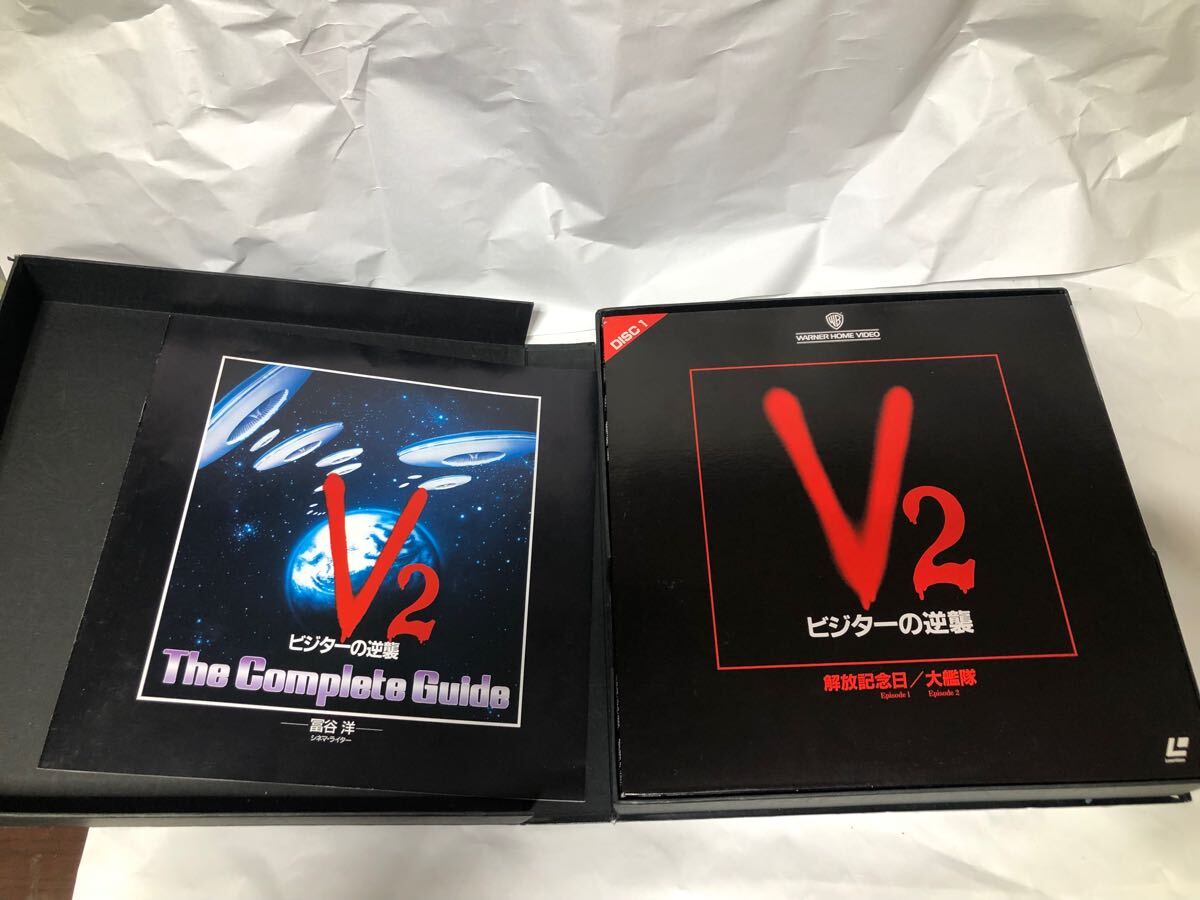 V2
ビジターの逆襲
The Complete Guide
冨谷 洋
シネマ・ライター
DISC 1
WB
WARNER HOME VIDEO
V2
ビジターの逆襲
解放記念日／大艦隊
Episode 1 Episode 2